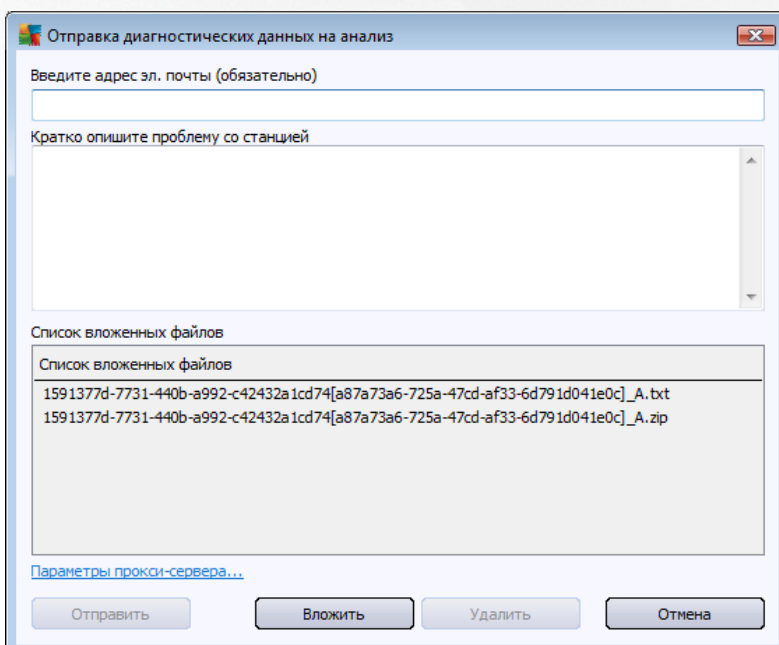 Отправка диагностических данных на анализ
Введите адрес эл. почты (обязательно)
Кратко опишите проблему со станцией
Список вложенных файлов
Список вложенных файлов
1591377d-7731-440b-a992-c42432a1cd74[a87a73a6-725a-47cd-af33-6d791d041e0c]_A.txt
1591377d-7731-440b-a992-c42432a1cd74[a87a73a6-725a-47cd-af33-6d791d041e0c]_A.zip
Параметры прокси-сервера...
Отправить Вложить Удалить Отмена